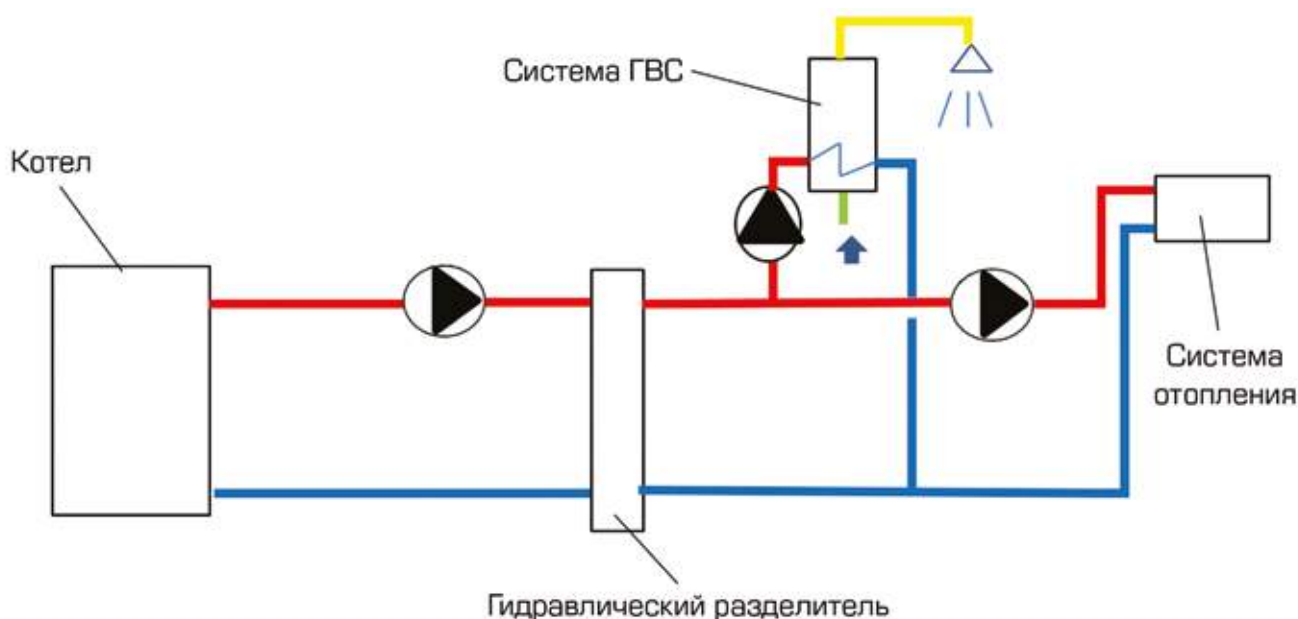 Система ГВС
Котел
Система
отопления
Гидравлический разделитель